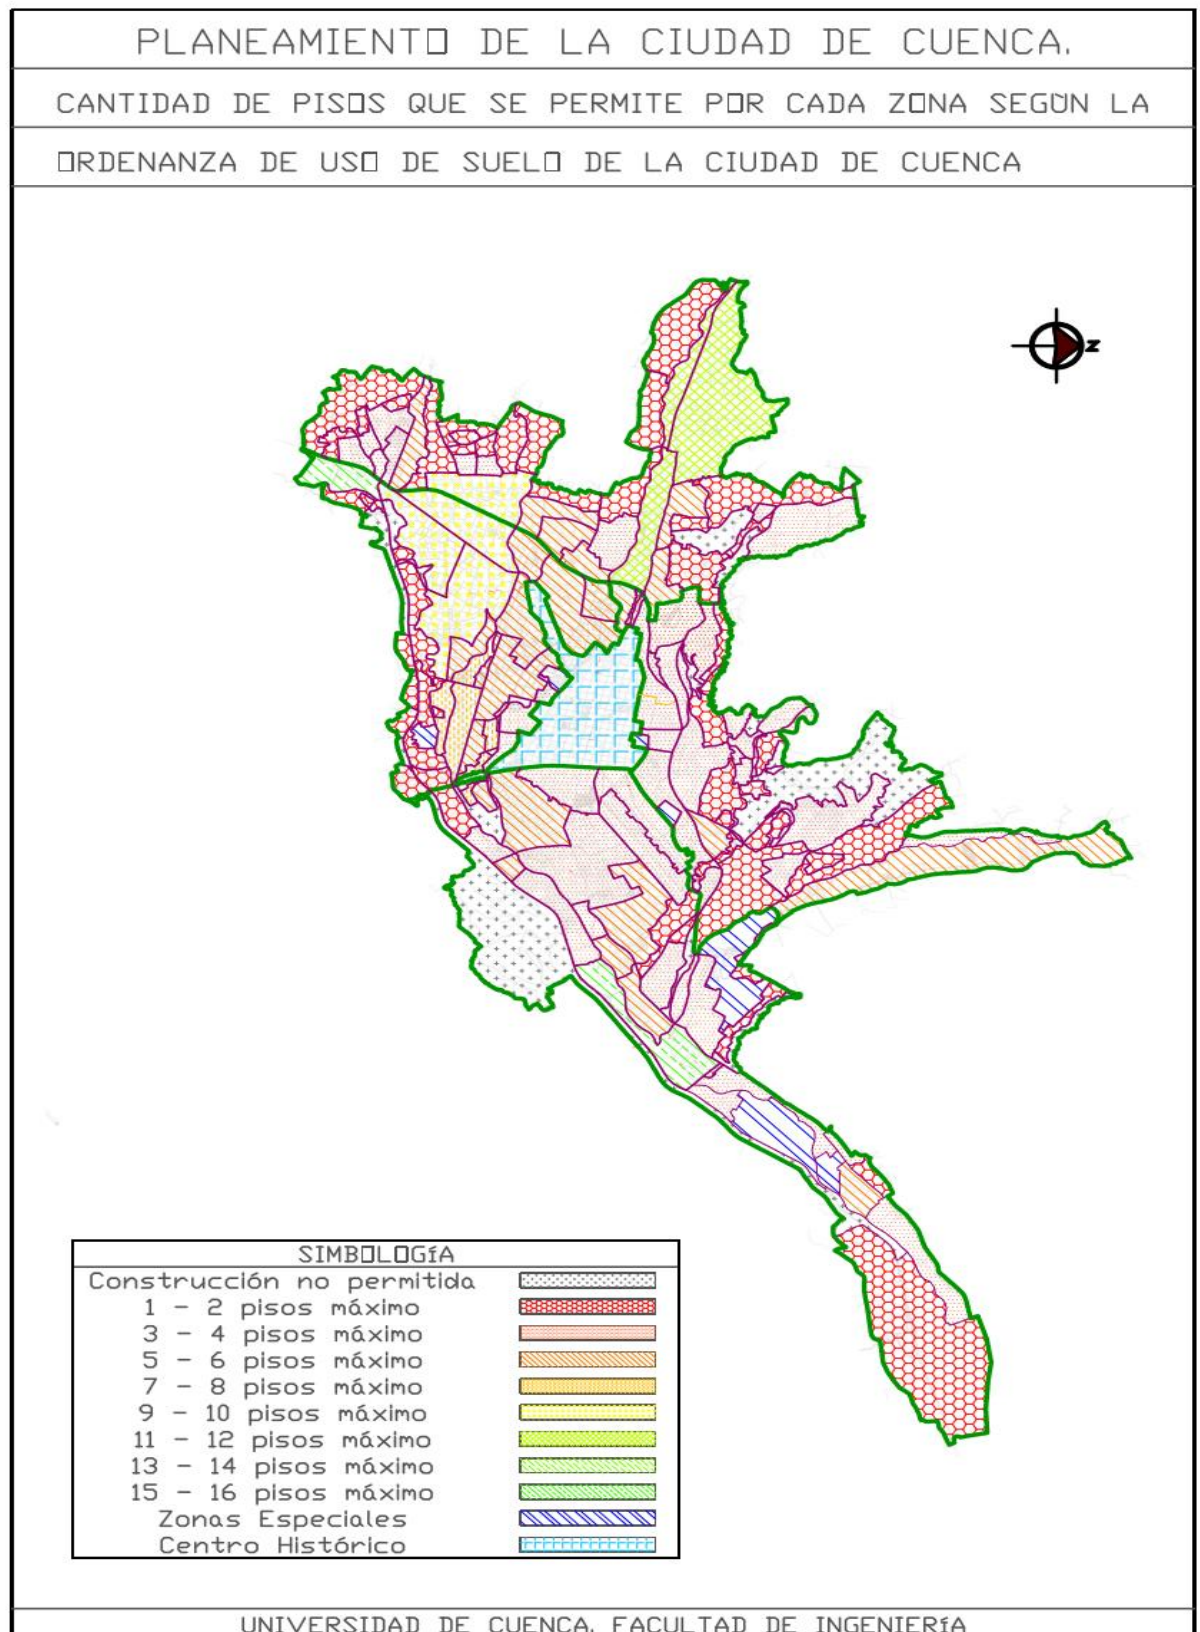 PLANEAMIENTO DE LA CIUDAD DE CUENCA.
CANTIDAD DE PISOS QUE SE PERMITE POR CADA ZONA SEGÚN LA
ORDENANZA DE USO DE SUELO DE LA CIUDAD DE CUENCA
N
SIMBOLOGíA
Construcción no permitida
1 - 2 pisos máximo
3 - 4 pisos máximo
5 - 6 pisos máximo
7 - 8 pisos máximo
9 - 10 pisos máximo
11 - 12 pisos máximo
13 - 14 pisos máximo
15 - 16 pisos máximo
Zonas Especiales
Centro Histórico
UNIVERSIDAD DE CUENCA. FACULTAD DE INGENIERíA